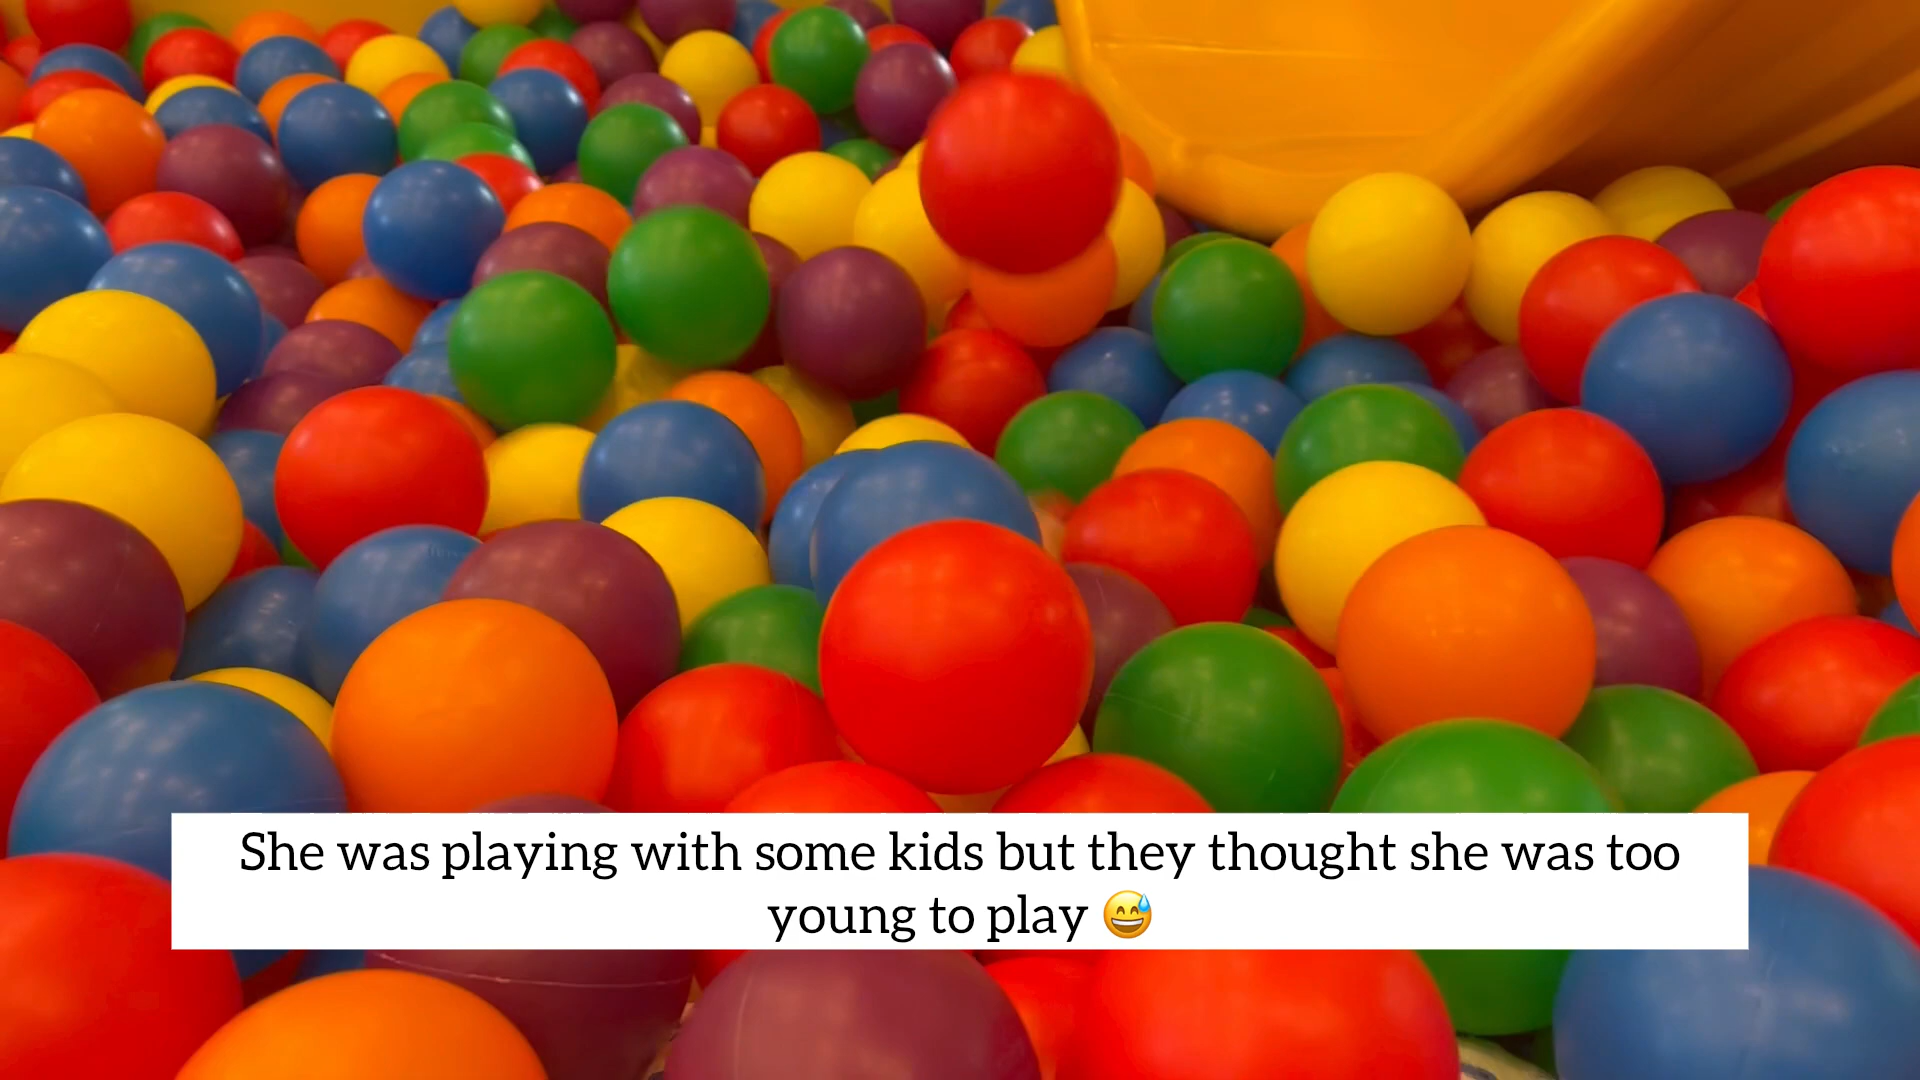 She was playing with some kids but they thought she was too
young to play 😅